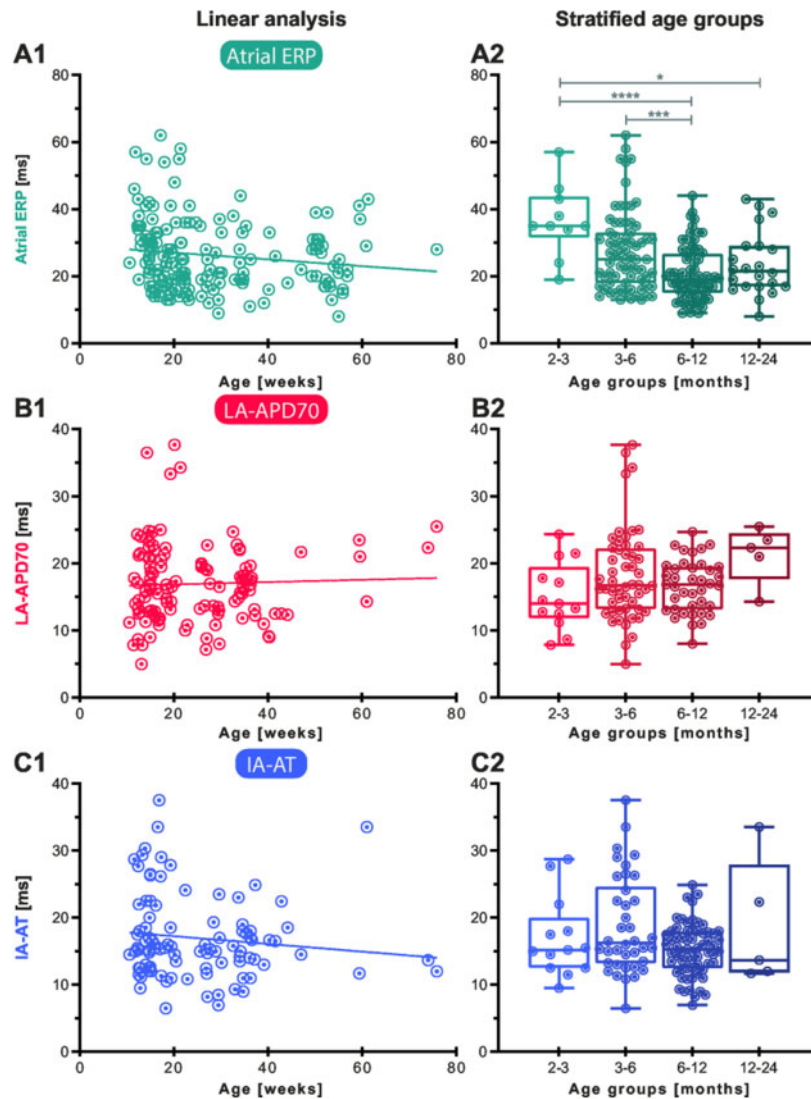 Linear analysis
Stratified age groups
A1
Atrial ERP
A2
80
60
40
20
0
Atrial ERP [ms]
0 20 40 60 80
Age [weeks]
80
60
40
20
0
*
****
***
2-3 3-6 6-12 12-24
Age groups [months]
B1
LA-APD70
B2
40
30
20
10
0
LA-APD70 [ms]
0 20 40 60 80
Age [weeks]
40
30
20
10
0
2-3 3-6 6-12 12-24
Age groups [months]
C1
IA-AT
C2
40
30
20
10
0
IA-AT [ms]
0 20 40 60 80
Age [weeks]
40
30
20
10
0
2-3 3-6 6-12 12-24
Age groups [months]